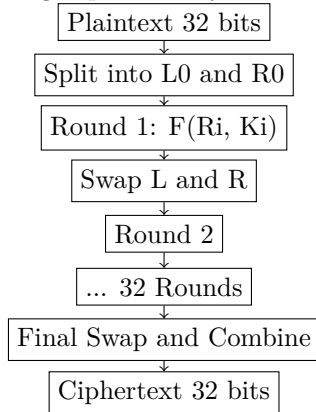 Plaintext 32 bits
Split into L0 and R0
Round 1: F(Ri, Ki)
Swap L and R
Round 2
... 32 Rounds
Final Swap and Combine
Ciphertext 32 bits